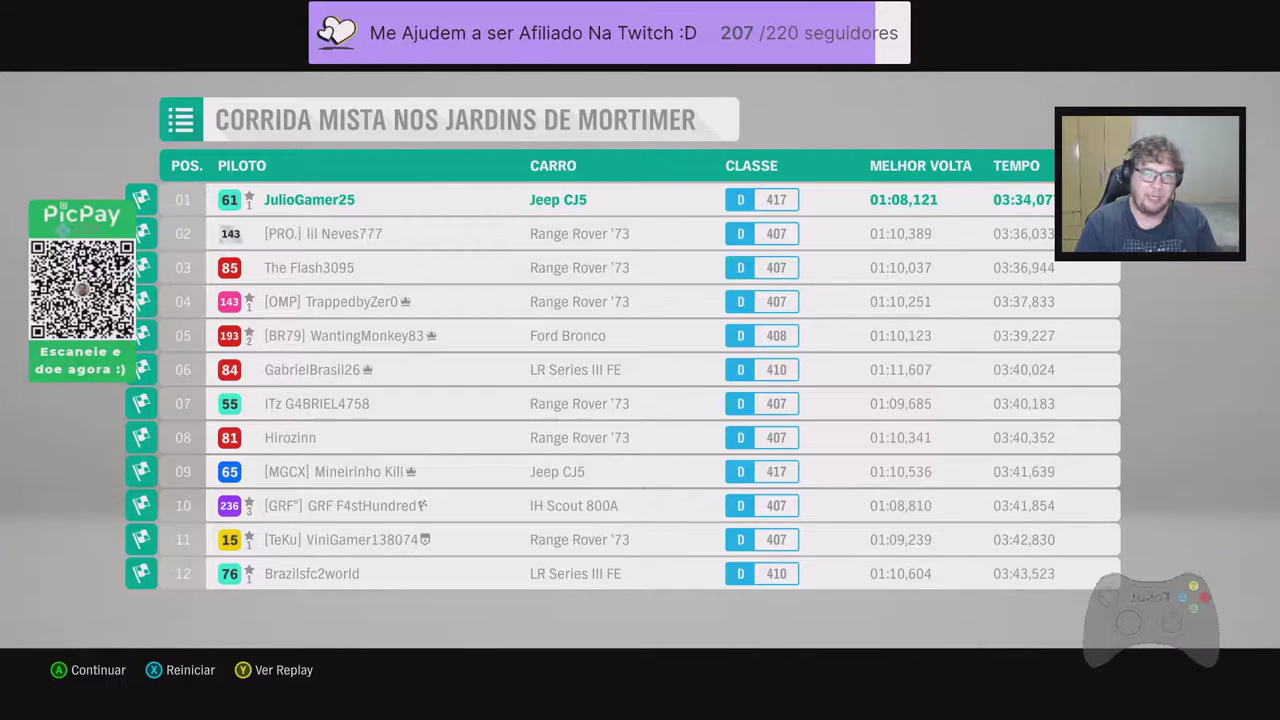 Me Ajudem a ser Afiliado Na Twitch :D 207 /220 seguidores
CORRIDA MISTA NOS JARDINS DE MORTIMER
POS. PILOTO CARRO CLASSE MELHOR VOLTA TEMPO
01 61 1 JulioGamer25 Jeep CJ5 D 417 01:08,121 03:34,077
02 143 [PRO.] lil Neves777 Range Rover '73 D 407 01:10,389 03:36,033
03 85 The Flash3095 Range Rover '73 D 407 01:10,037 03:36,944
04 143 1 [OMP] TrappedbyZer0 Range Rover '73 D 407 01:10,251 03:37,833
05 193 2 [BR79] WantingMonkey83 Ford Bronco D 408 01:10,123 03:39,227
06 84 GabrielBrasil26 LR Series III FE D 410 01:11,607 03:40,024
07 55 ITz G4BRIEL4758 Range Rover '73 D 407 01:09,685 03:40,183
08 81 Hirozinn Range Rover '73 D 407 01:10,341 03:40,352
09 65 [MGCX] Mineirinho Kill Jeep CJ5 D 417 01:10,536 03:41,639
10 236 3 [GRF"] GRF F4stHundred IH Scout 800A D 407 01:08,810 03:41,854
11 15 1 [TeKu] ViniGamer138074 Range Rover '73 D 407 01:09,239 03:42,830
12 76 1 Brazilsfc2world LR Series III FE D 410 01:10,604 03:43,523
PicPay
Escaneie e
doe agora :)
A Continuar X Reiniciar Y Ver Replay